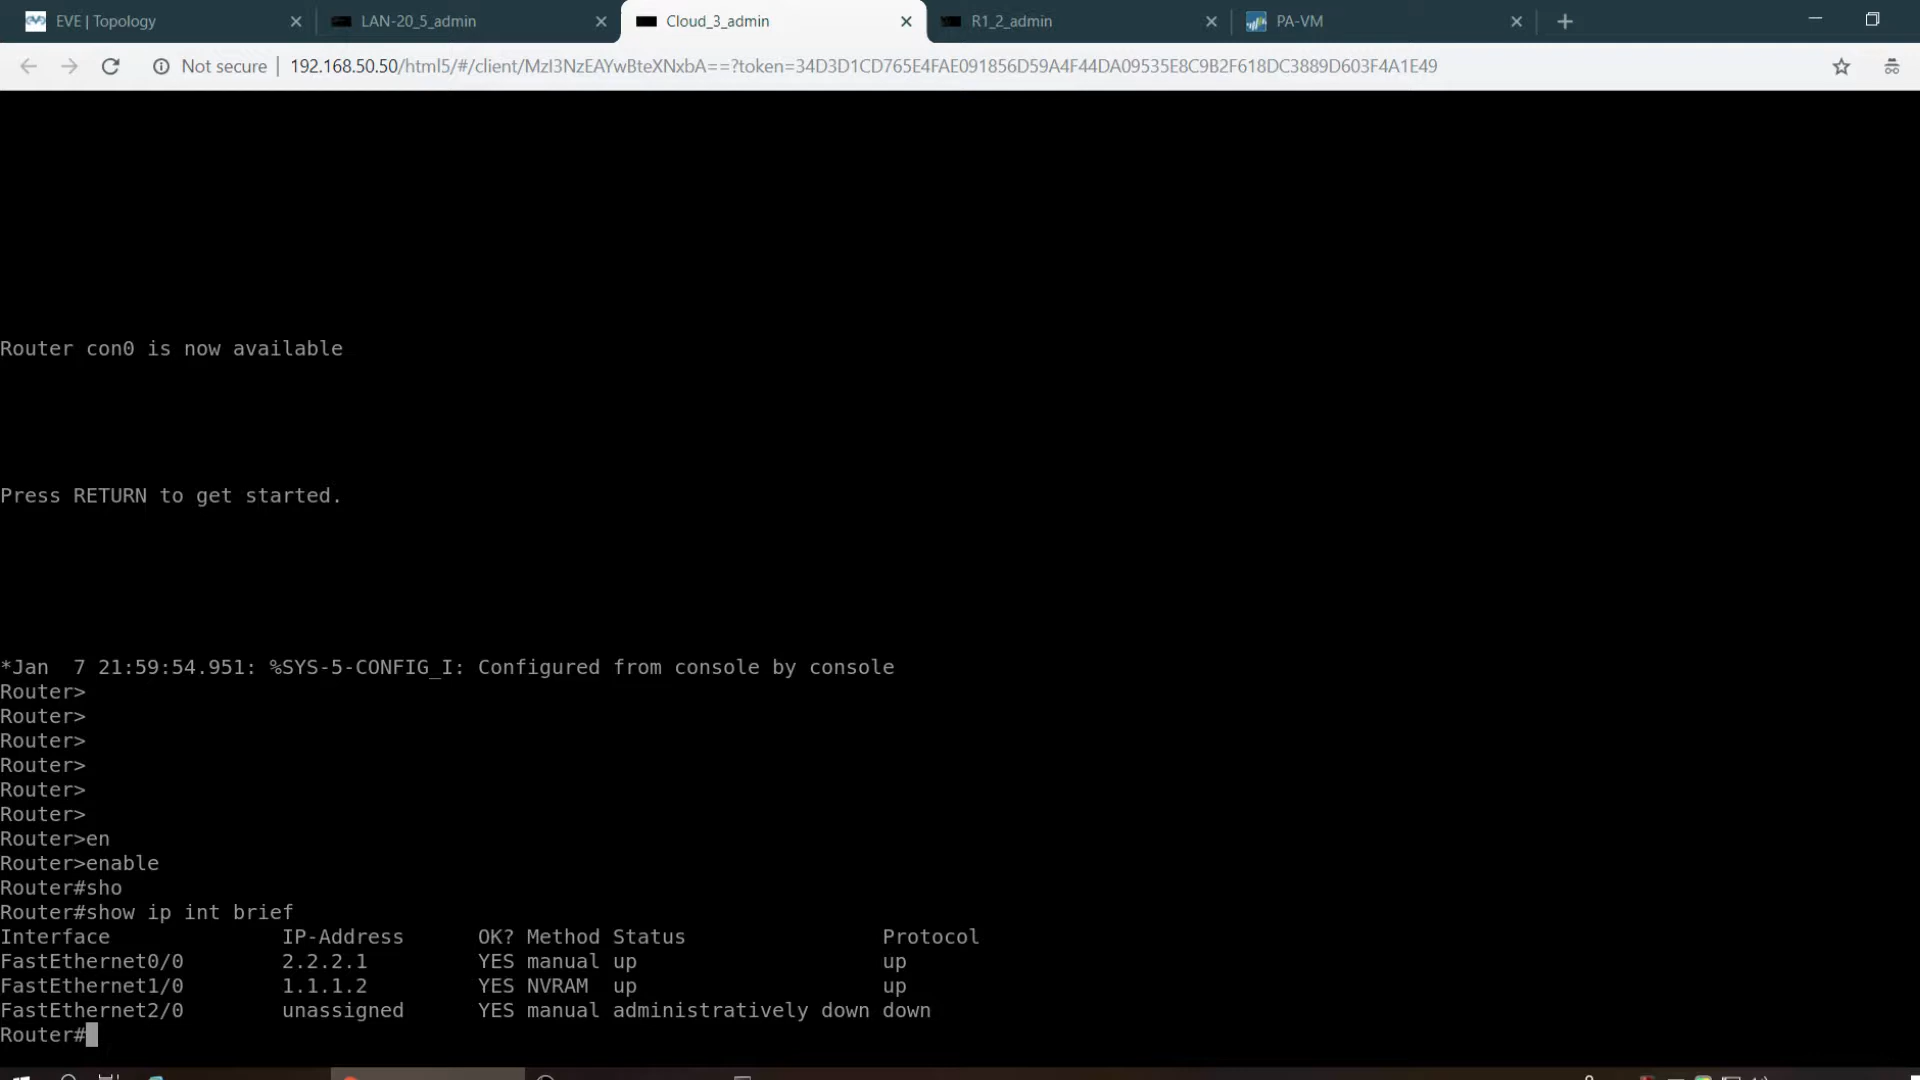 EVE | Topology
LAN-20_5_admin
Cloud_3_admin
R1_2_admin
PA-VM
Not secure
192.168.50.50/html5/#/client/MzI3NzEAYwBteXNxbA==?token=34D3D1CD765E4FAE091856D59A4F44DA09535E8C9B2F618DC3889D603F4A1E49
Router con0 is now available
Press RETURN to get started.
*Jan  7 21:59:54.951: %SYS-5-CONFIG_I: Configured from console by console
Router>
Router>
Router>
Router>
Router>
Router>
Router>en
Router>enable
Router#sho
Router#show ip int brief
Interface              IP-Address      OK? Method Status                Protocol
FastEthernet0/0        2.2.2.1         YES manual up                    up
FastEthernet1/0        1.1.1.2         YES NVRAM  up                    up
FastEthernet2/0        unassigned      YES manual administratively down down
Router#